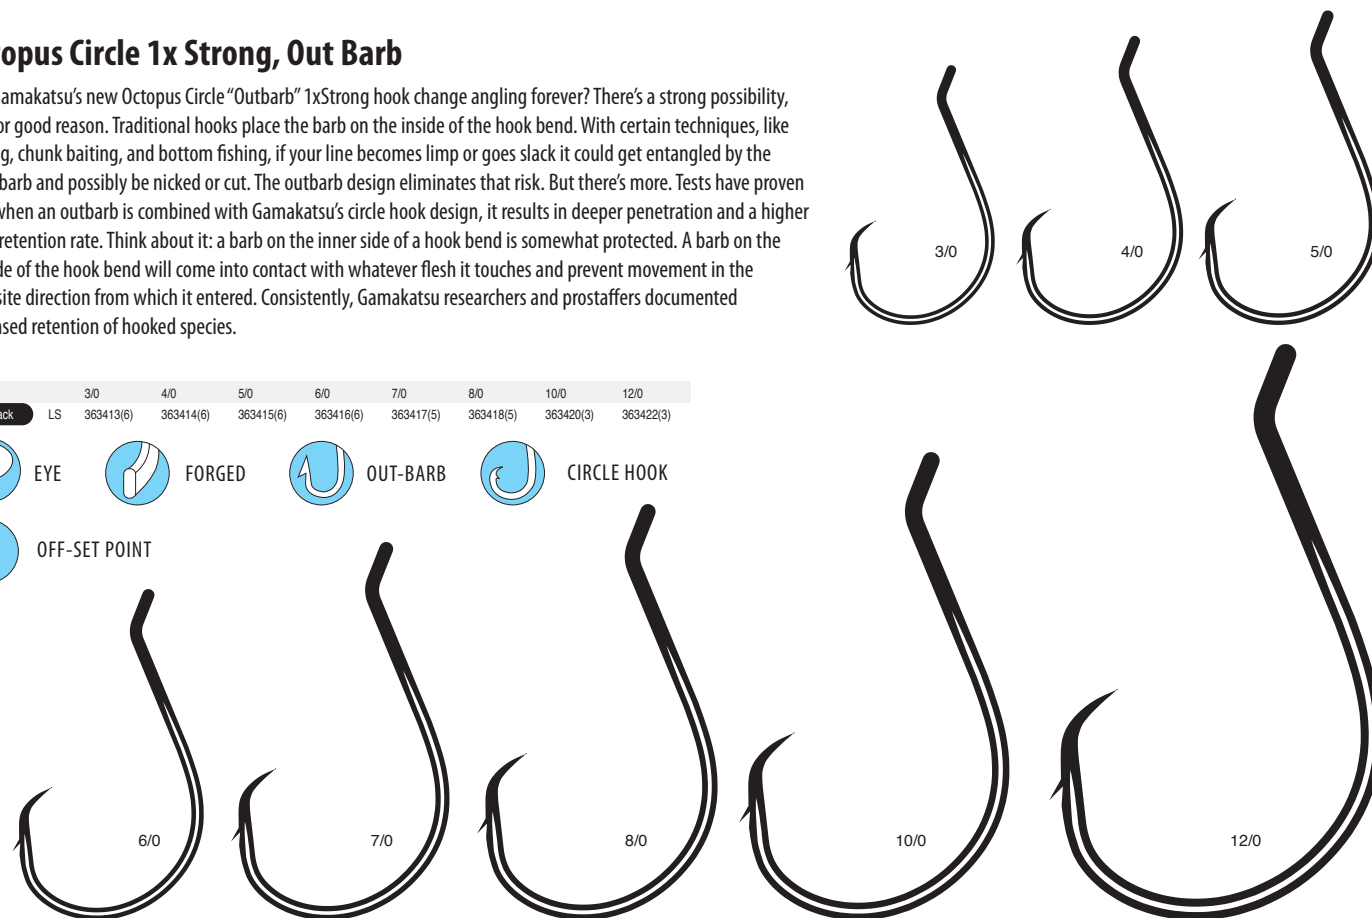 opus Circle 1x Strong, Out Barb
amakatsu's new Octopus Circle “Outbarb” 1xStrong hook change angling forever? There's a strong possibility,
or good reason. Traditional hooks place the barb on the inside of the hook bend. With certain techniques, like
g, chunk baiting, and bottom fishing, if your line becomes limp or goes slack it could get entangled by the
barb and possibly be nicked or cut. The outbarb design eliminates that risk. But there's more. Tests have proven
when an outbarb is combined with Gamakatsu's circle hook design, it results in deeper penetration and a higher
retention rate. Think about it: a barb on the inner side of a hook bend is somewhat protected. A barb on the
de of the hook bend will come into contact with whatever flesh it touches and prevent movement in the
site direction from which it entered. Consistently, Gamakatsu researchers and prostaffers documented
ased retention of hooked species.
3/0 4/0 5/0
3/0 4/0 5/0 6/0 7/0 8/0 10/0 12/0
ack LS 363413(6) 363414(6) 363415(6) 363416(6) 363417(5) 363418(5) 363420(3) 363422(3)
EYE FORGED OUT-BARB CIRCLE HOOK
OFF-SET POINT
6/0 7/0 8/0 10/0 12/0